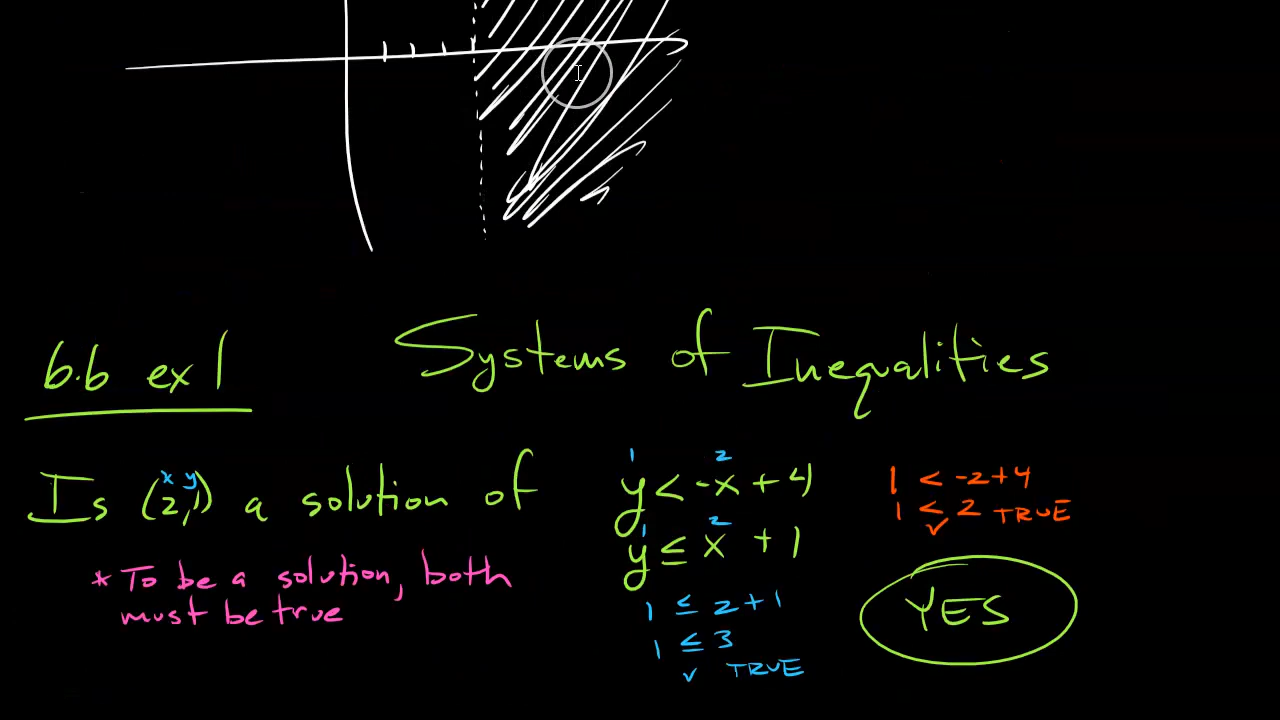 6.6 ex 1
Systems of Inequalities
Is (2,1) a solution of
x y
1 2
y < -x + 4
1 < -2+4
1 < 2 TRUE
✓
1 2
y ≤ x + 1
* To be a solution, both
must be true
1 ≤ 2+1
1 ≤ 3
✓ TRUE
YES